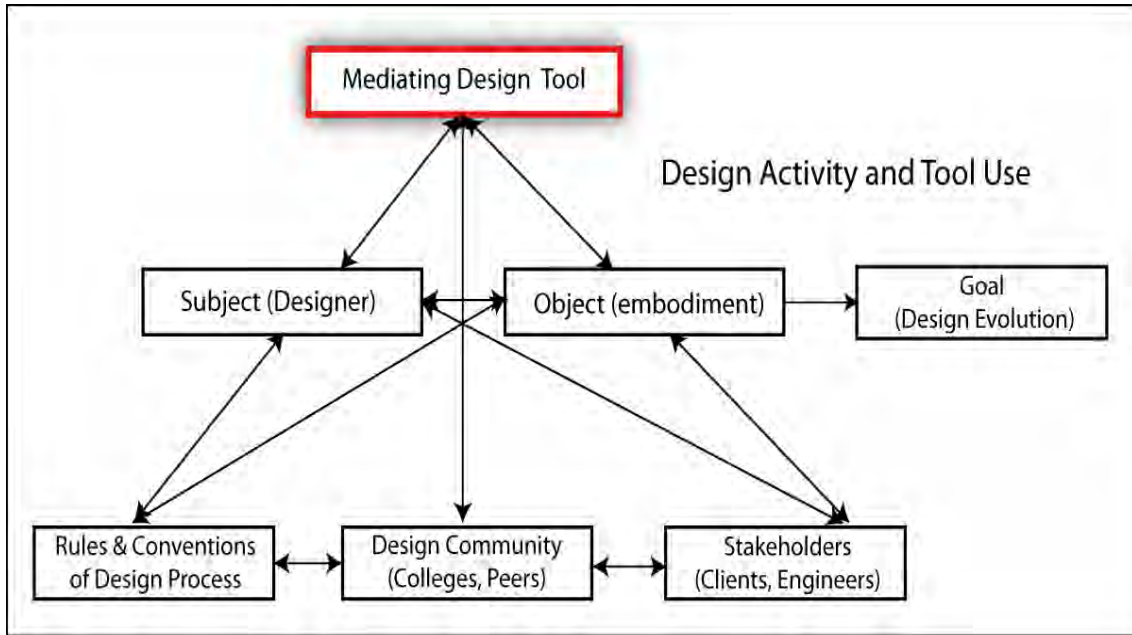 Mediating Design Tool
Design Activity and Tool Use
Subject (Designer)
Object (embodiment)
Goal
(Design Evolution)
Rules & Conventions
of Design Process
Design Community
(Colleges, Peers)
Stakeholders
(Clients, Engineers)